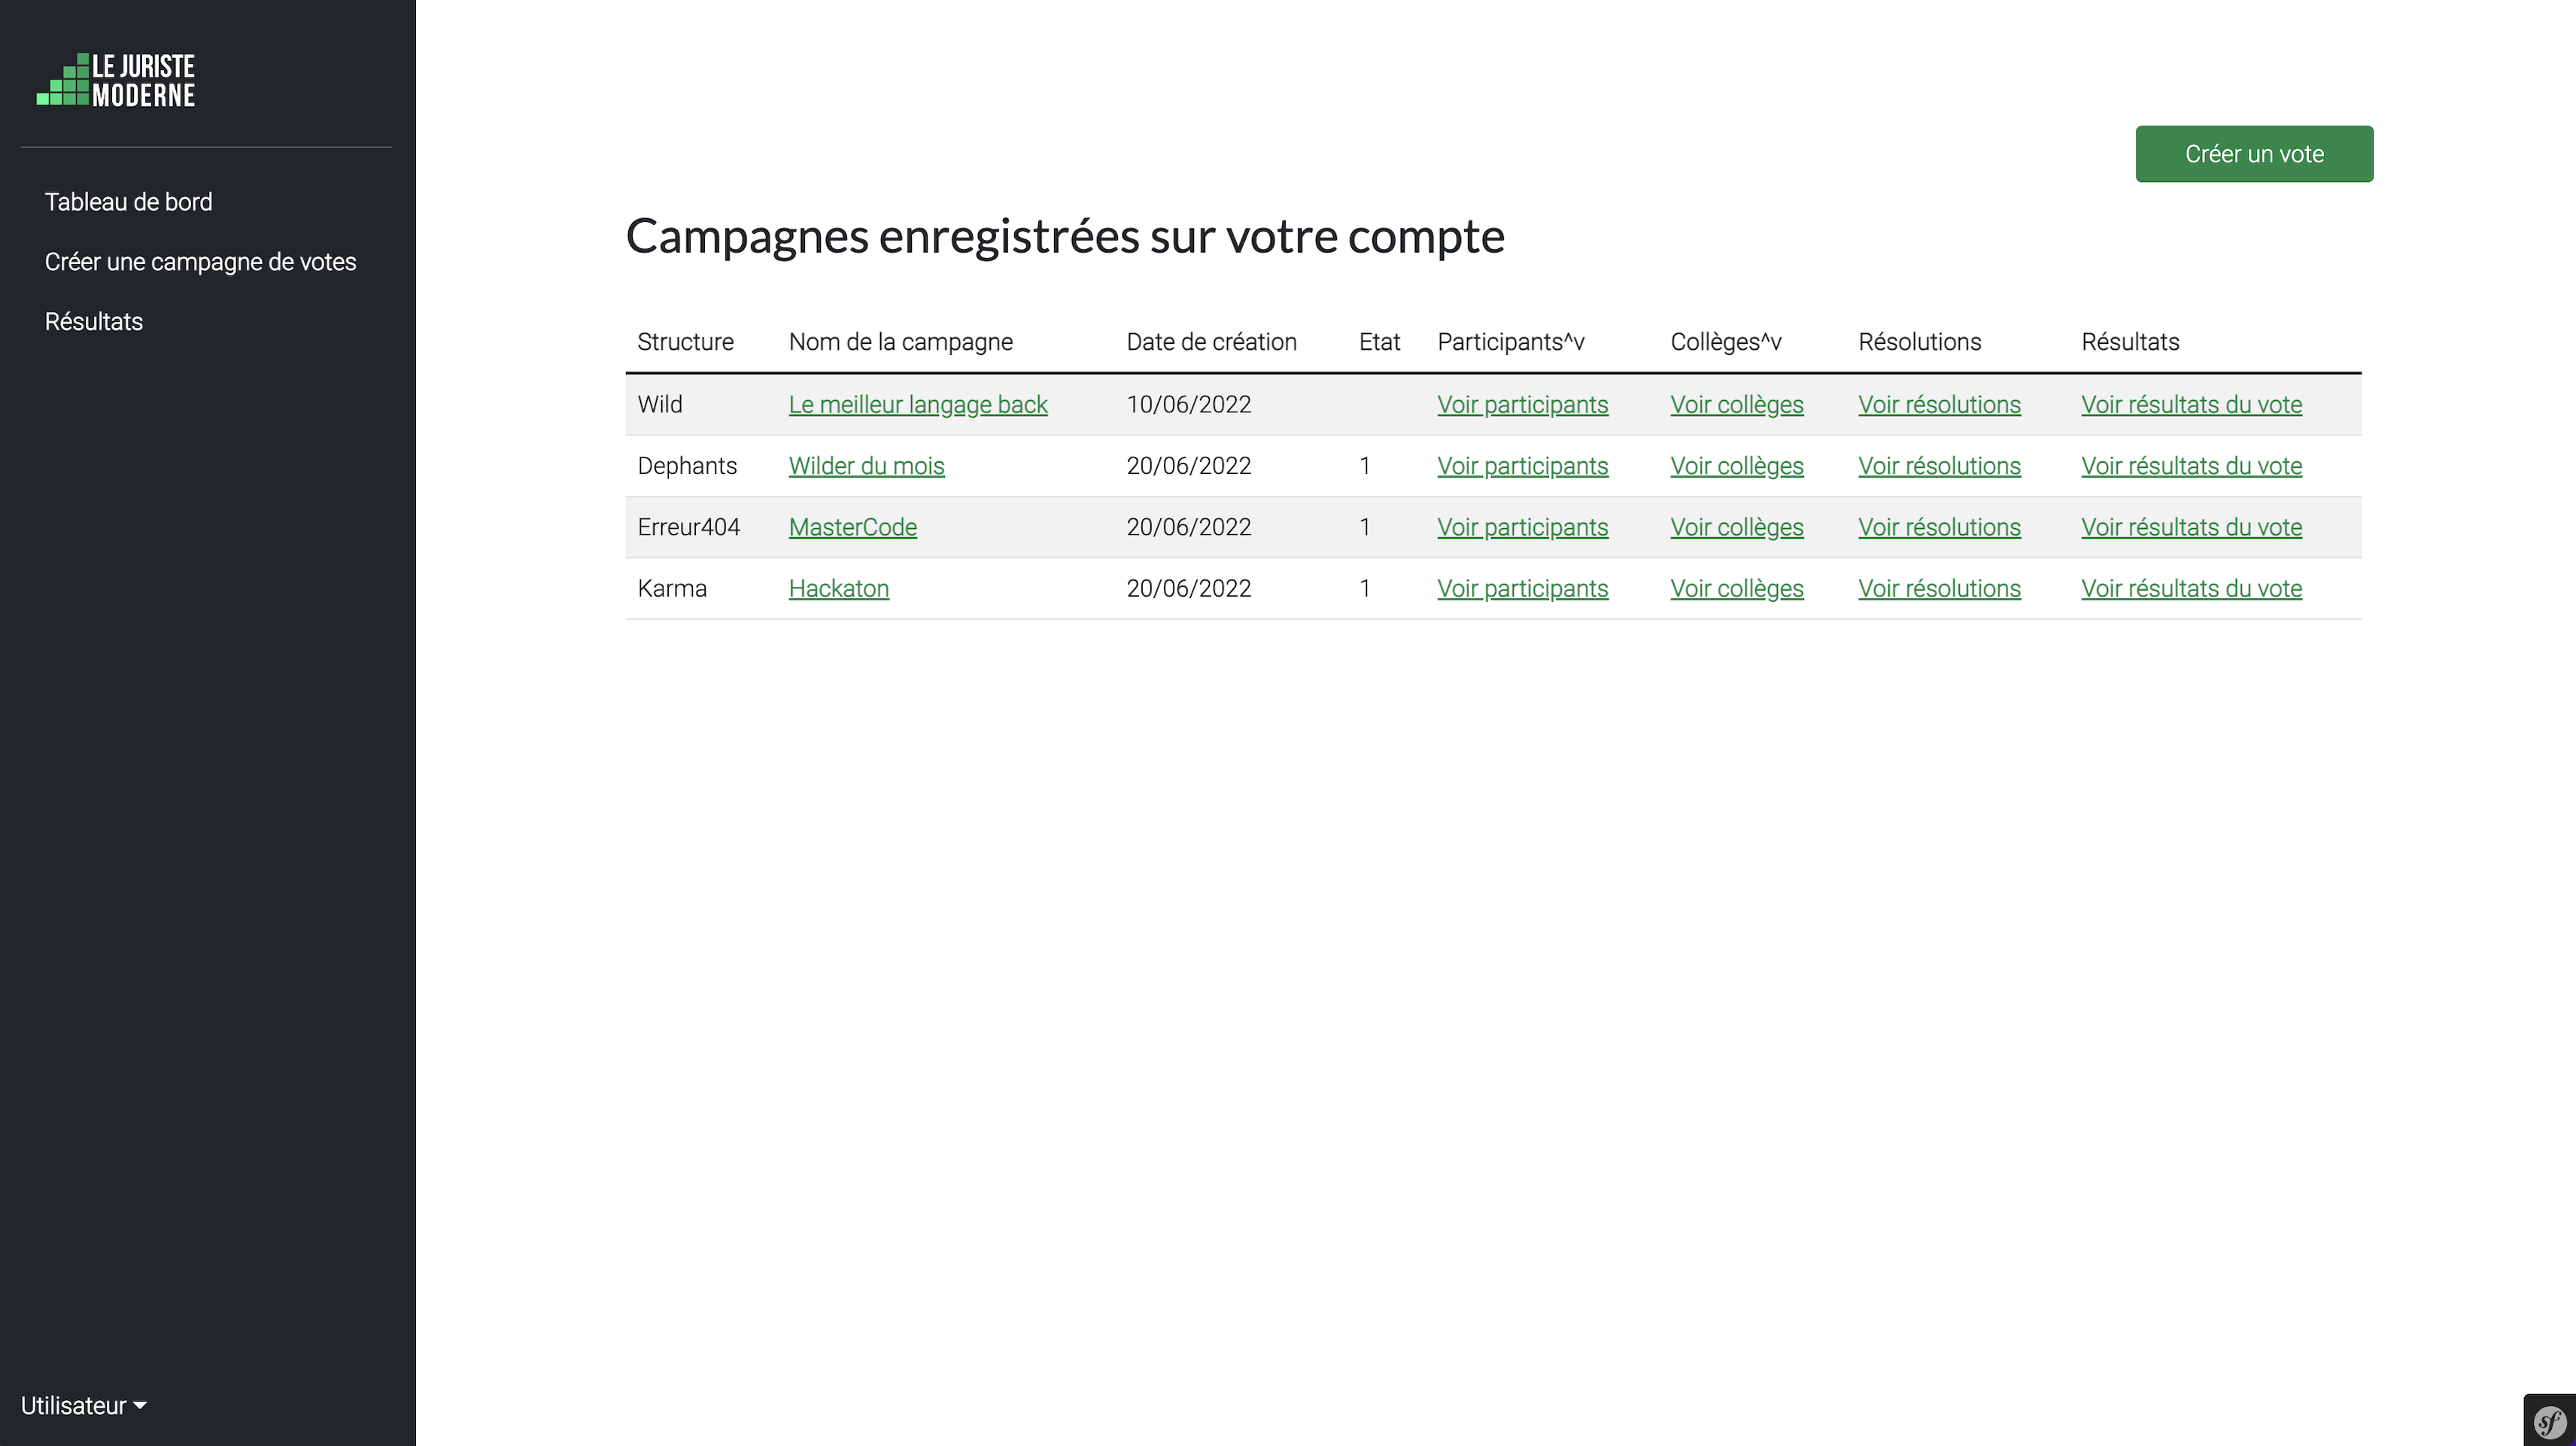 LE JURISTE
MODERNE
Tableau de bord
Créer une campagne de votes
Résultats
Utilisateur
Créer un vote
Campagnes enregistrées sur votre compte
Structure Nom de la campagne Date de création Etat Participants^v Collèges^v Résolutions Résultats
Wild Le meilleur langage back 10/06/2022 Voir participants Voir collèges Voir résolutions Voir résultats du vote
Dephants Wilder du mois 20/06/2022 1 Voir participants Voir collèges Voir résolutions Voir résultats du vote
Erreur404 MasterCode 20/06/2022 1 Voir participants Voir collèges Voir résolutions Voir résultats du vote
Karma Hackaton 20/06/2022 1 Voir participants Voir collèges Voir résolutions Voir résultats du vote
sf